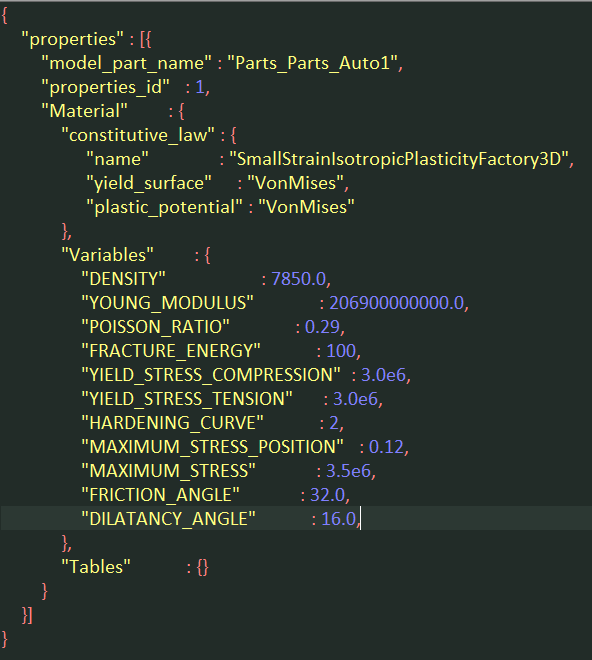 {
"properties" : [{
"model_part_name" : "Parts_Parts_Auto1",
"properties_id" : 1,
"Material" : {
"constitutive_law" : {
"name" : "SmallStrainIsotropicPlasticityFactory3D",
"yield_surface" : "VonMises",
"plastic_potential" : "VonMises"
},
"Variables" : {
"DENSITY" : 7850.0,
"YOUNG_MODULUS" : 206900000000.0,
"POISSON_RATIO" : 0.29,
"FRACTURE_ENERGY" : 100,
"YIELD_STRESS_COMPRESSION" : 3.0e6,
"YIELD_STRESS_TENSION" : 3.0e6,
"HARDENING_CURVE" : 2,
"MAXIMUM_STRESS_POSITION" : 0.12,
"MAXIMUM_STRESS" : 3.5e6,
"FRICTION_ANGLE" : 32.0,
"DILATANCY_ANGLE" : 16.0,
},
"Tables" : {}
}
}]
}